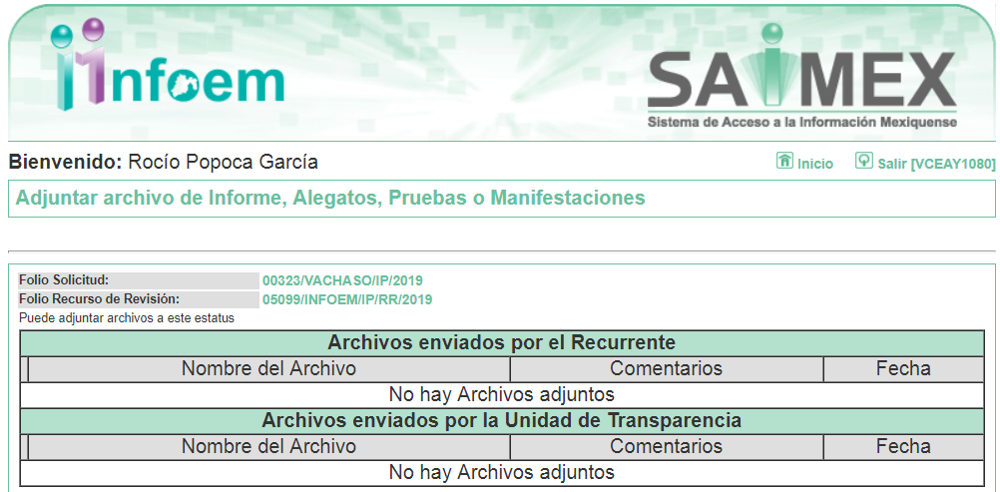 infoem
SAIMEX
Sistema de Acceso a la Información Mexiquense
Bienvenido: Rocío Popoca García
Inicio Salir [VCEAY1080]
Adjuntar archivo de Informe, Alegatos, Pruebas o Manifestaciones
Folio Solicitud: 00323/VACHASO/IP/2019
Folio Recurso de Revisión: 05099/INFOEM/IP/RR/2019
Puede adjuntar archivos a este estatus
Archivos enviados por el Recurrente
Nombre del Archivo Comentarios Fecha
No hay Archivos adjuntos
Archivos enviados por la Unidad de Transparencia
Nombre del Archivo Comentarios Fecha
No hay Archivos adjuntos